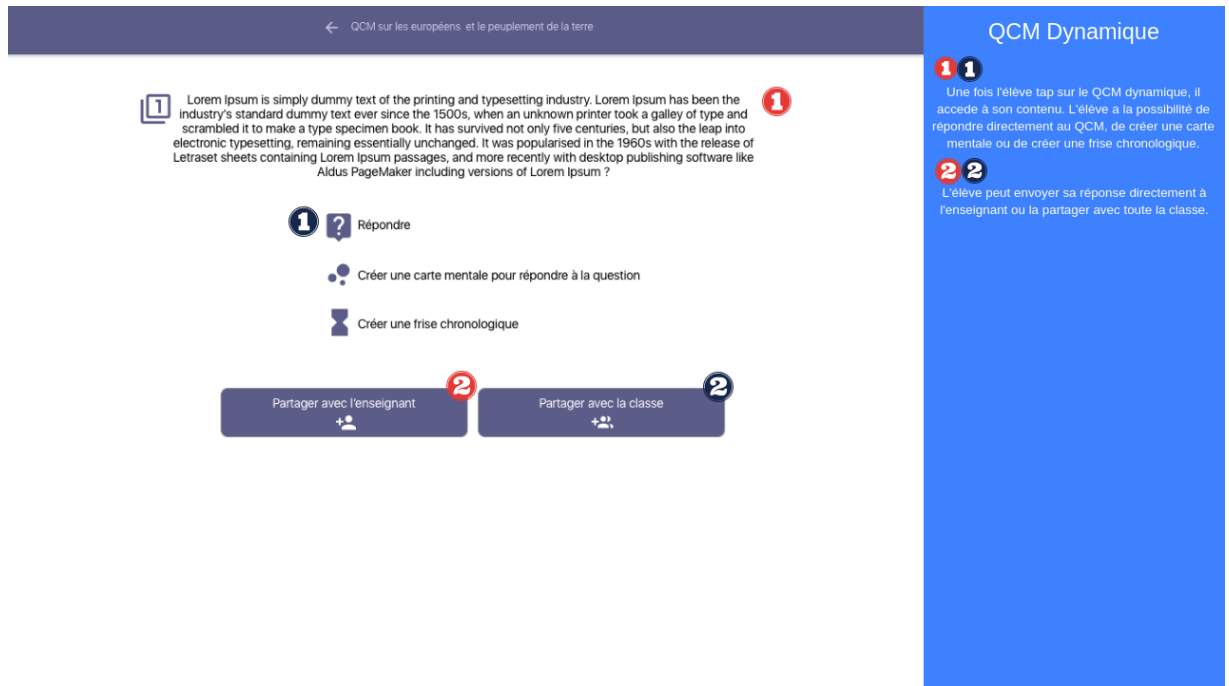 QCM sur les européens et le peuplement de la terre
1
Lorem Ipsum is simply dummy text of the printing and typesetting industry. Lorem Ipsum has been the
industry's standard dummy text ever since the 1500s, when an unknown printer took a galley of type and
scrambled it to make a type specimen book. It has survived not only five centuries, but also the leap into
electronic typesetting, remaining essentially unchanged. It was popularised in the 1960s with the release of
Letraset sheets containing Lorem Ipsum passages, and more recently with desktop publishing software like
Aldus PageMaker including versions of Lorem Ipsum ?
1
1
? Répondre
Créer une carte mentale pour répondre à la question
Créer une frise chronologique
2
Partager avec l'enseignant
2
Partager avec la classe
QCM Dynamique
1 1
Une fois l'élève tap sur le QCM dynamique, il
accede à son contenu. L'élève a la possibilité de
répondre directement au QCM, de créer une carte
mentale ou de créer une frise chronologique.
2 2
L'élève peut envoyer sa réponse directement à
l'enseignant ou la partager avec toute la classe.